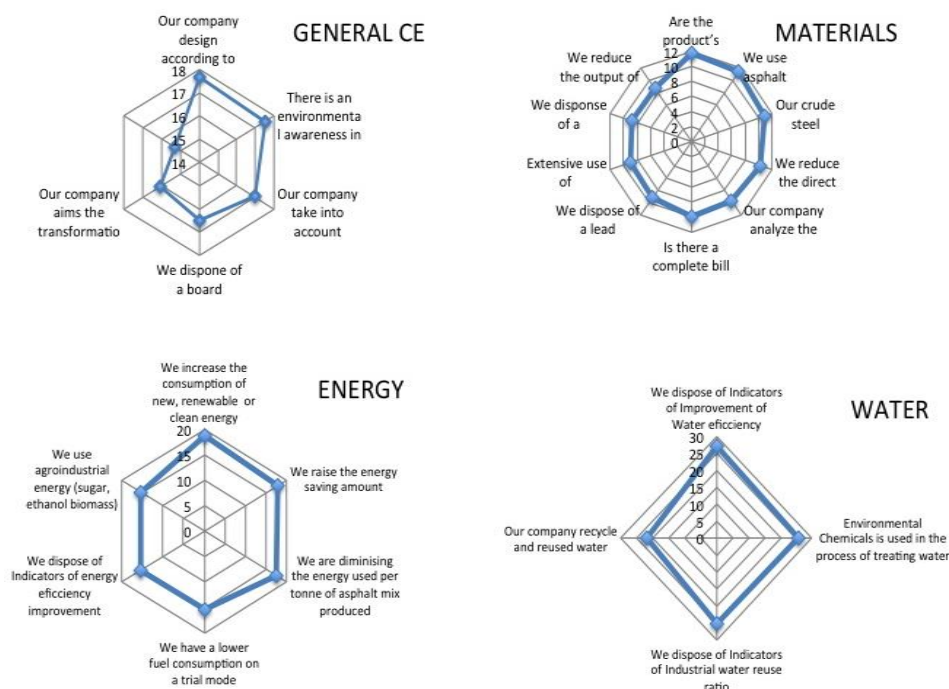 GENERAL CE
Our company
design
according to
18
17
16
15
14
There is an
environmenta
l awareness in
Our company
take into
account
We dispone of
a board
Our company
aims the
transformatio
MATERIALS
Are the
product's
12
10
8
6
4
2
0
We use
asphalt
Our crude
steel
We reduce
the direct
Our company
analyze the
Is there a
complete bill
We dispose of
a lead
Extensive use
of
We disponse
of a
We reduce
the output of
ENERGY
We increase the
consumption of
new, renewable or
clean energy
20
15
10
5
0
We raise the energy
saving amount
We are diminising
the energy used per
tonne of asphalt mix
produced
We have a lower
fuel consumption on
a trial mode
We dispose of
Indicators of energy
eficciency
improvement
We use
agroindustrial
energy (sugar,
ethanol biomass)
WATER
We dispose of Indicators
of Improvement of
Water eficciency
30
25
20
15
10
5
0
Environmental
Chemicals is used in the
process of treating water
We dispose of Indicators
of Industrial water reuse
ratio
Our company recycle
and reused water